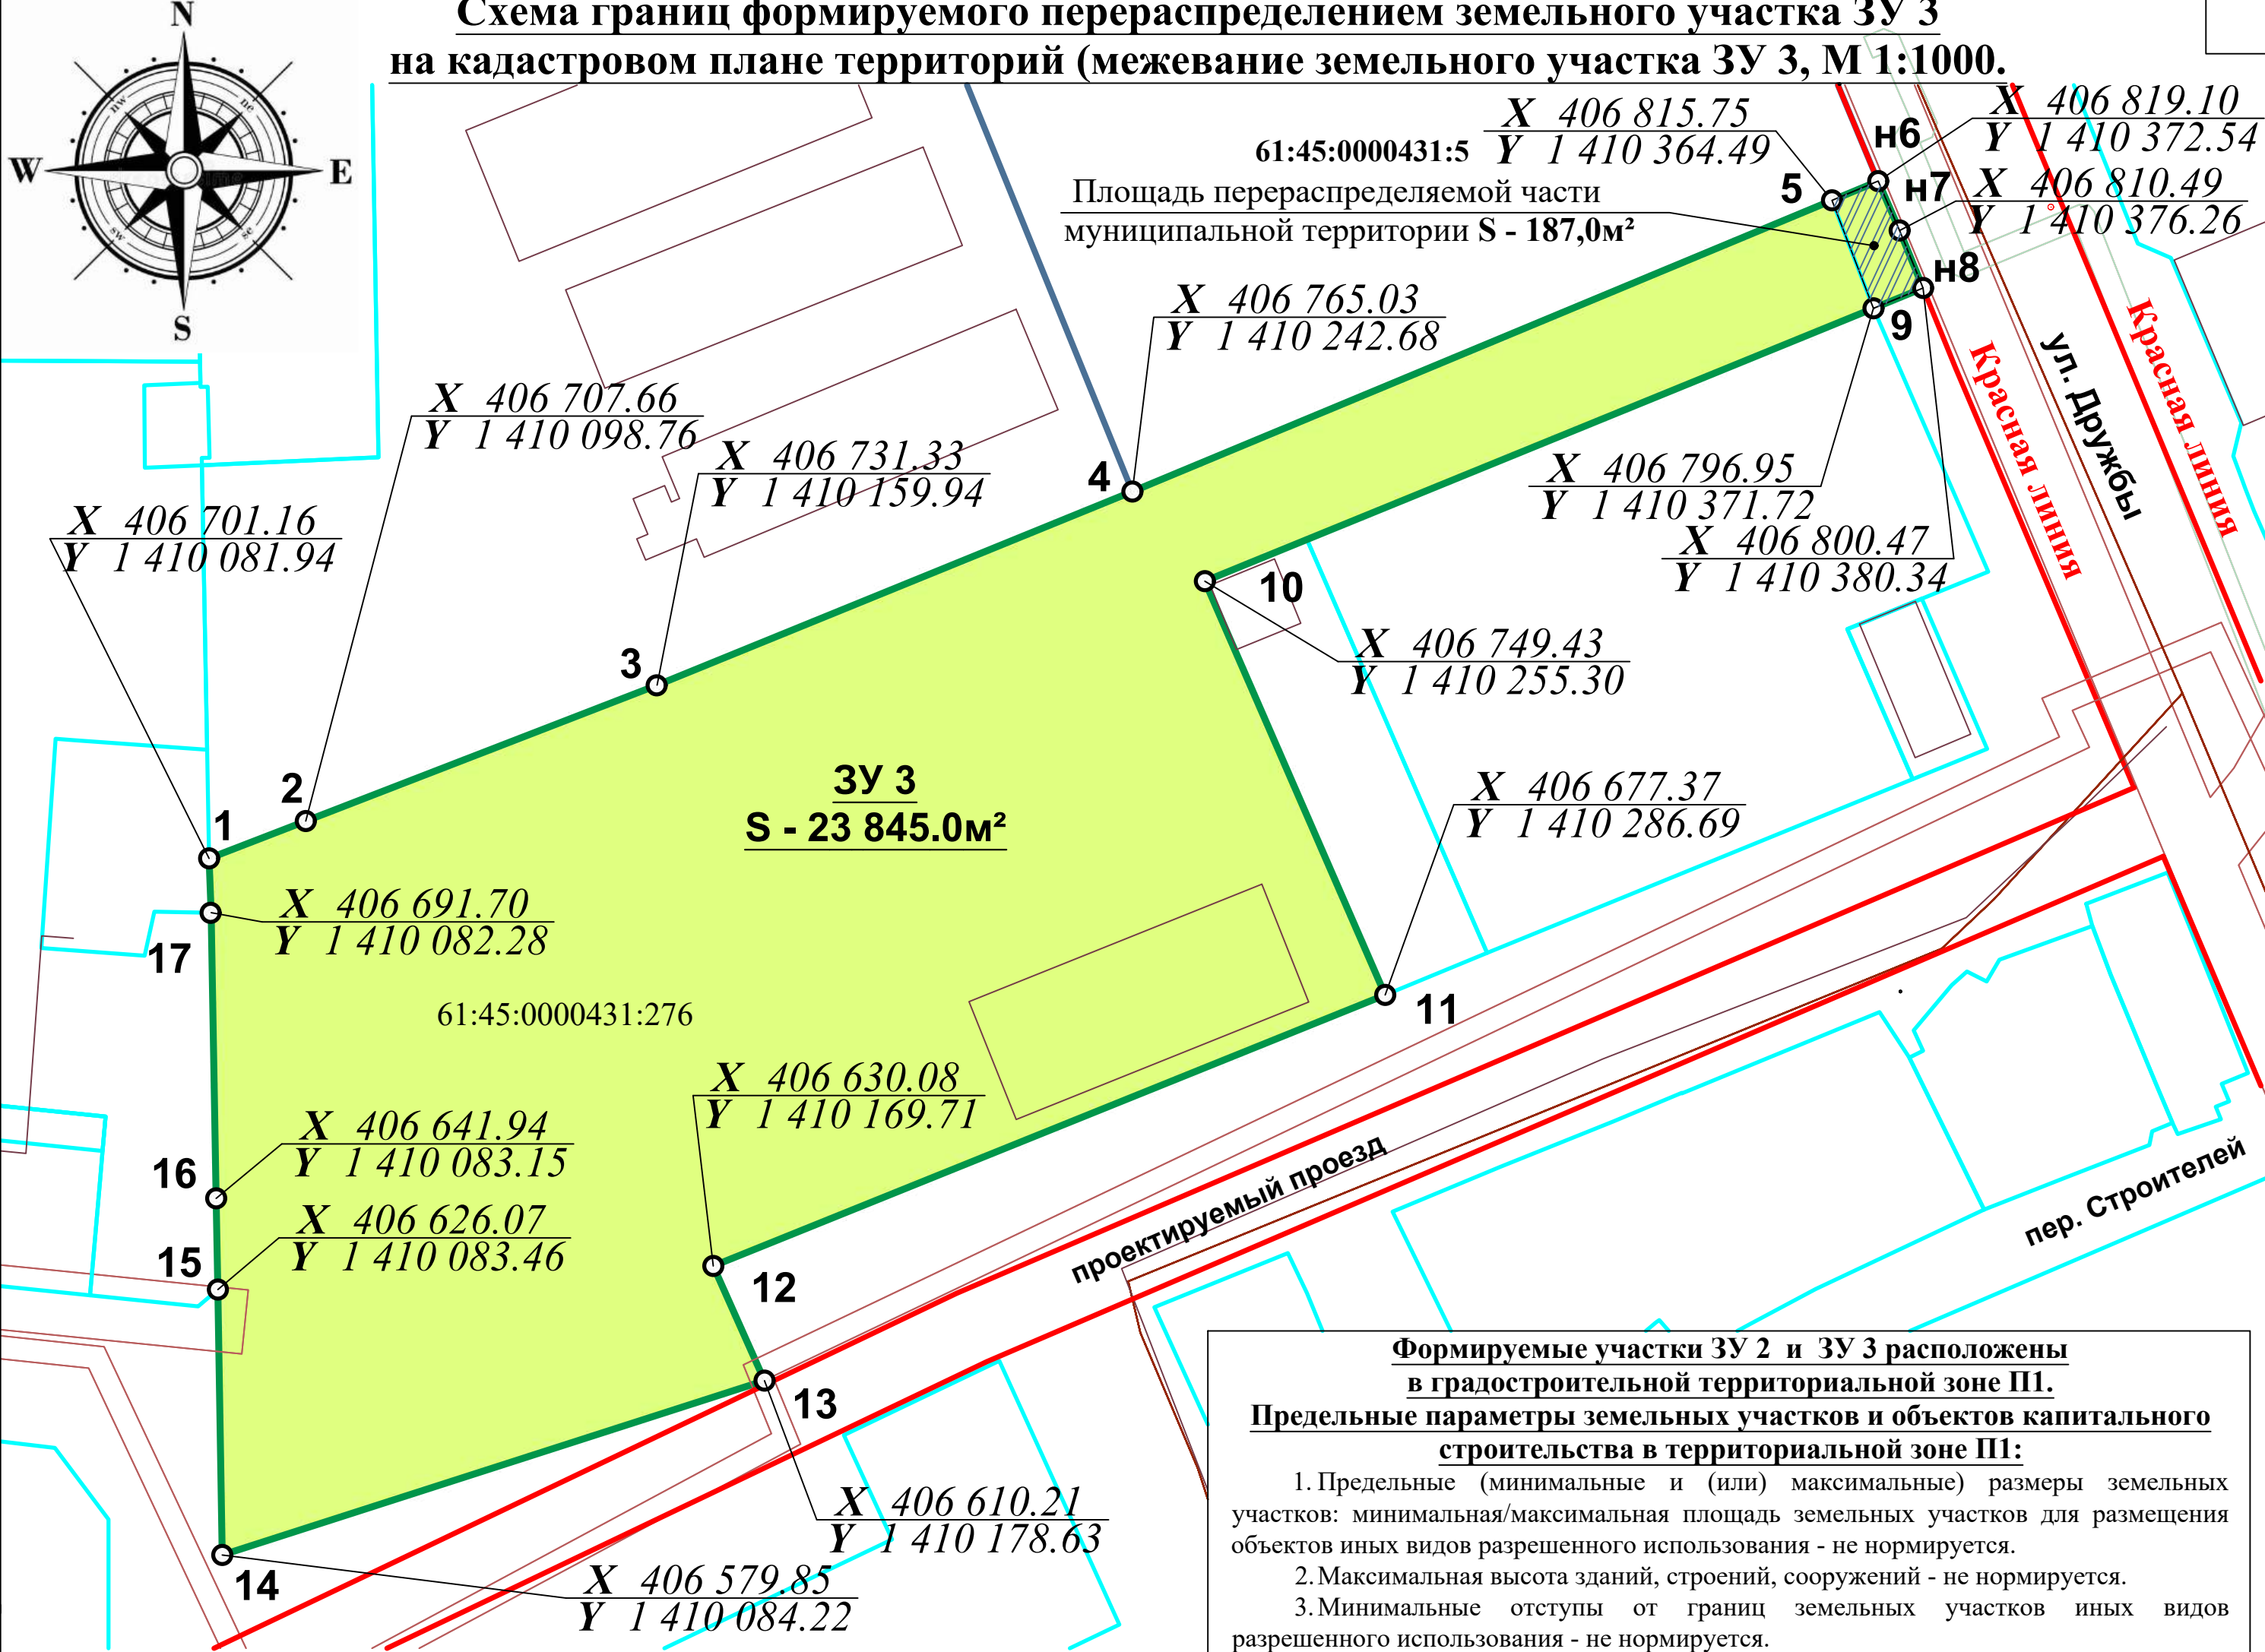 Схема границ формируемого перераспределением земельного участка ЗУ 3
на кадастровом плане территорий (межевание земельного участка ЗУ 3, М 1:1000.
N
W
E
S
nw
ne
sw
se
X 406 815.75
Y 1 410 364.49
X 406 819.10
Y 1 410 372.54
н6
61:45:0000431:5
5
н7
X 406 810.49
Y 1 410 376.26
Площадь перераспределяемой части
муниципальной территории S - 187,0м²
н8
9
X 406 765.03
Y 1 410 242.68
Красная линия
ул. Дружбы
Красная линия
X 406 707.66
Y 1 410 098.76
X 406 731.33
Y 1 410 159.94
4
X 406 796.95
Y 1 410 371.72
X 406 701.16
Y 1 410 081.94
X 406 800.47
Y 1 410 380.34
10
3
X 406 749.43
Y 1 410 255.30
2
1
ЗУ 3
S - 23 845.0м²
X 406 677.37
Y 1 410 286.69
X 406 691.70
Y 1 410 082.28
17
61:45:0000431:276
11
X 406 630.08
Y 1 410 169.71
X 406 641.94
Y 1 410 083.15
16
X 406 626.07
Y 1 410 083.46
15
12
проектируемый проезд
пер. Строителей
13
X 406 610.21
Y 1 410 178.63
14
X 406 579.85
Y 1 410 084.22
Формируемые участки ЗУ 2 и ЗУ 3 расположены
в градостроительной территориальной зоне П1.
Предельные параметры земельных участков и объектов капитального
строительства в территориальной зоне П1:
1. Предельные (минимальные и (или) максимальные) размеры земельных
участков: минимальная/максимальная площадь земельных участков для размещения
объектов иных видов разрешенного использования - не нормируется.
2. Максимальная высота зданий, строений, сооружений - не нормируется.
3. Минимальные отступы от границ земельных участков иных видов
разрешенного использования - не нормируется.